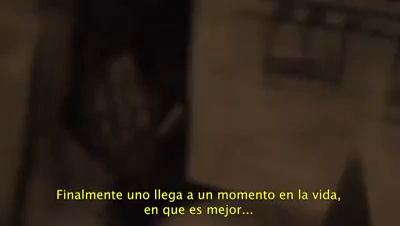 Finalmente uno llega a un momento en la vida,
en que es mejor...